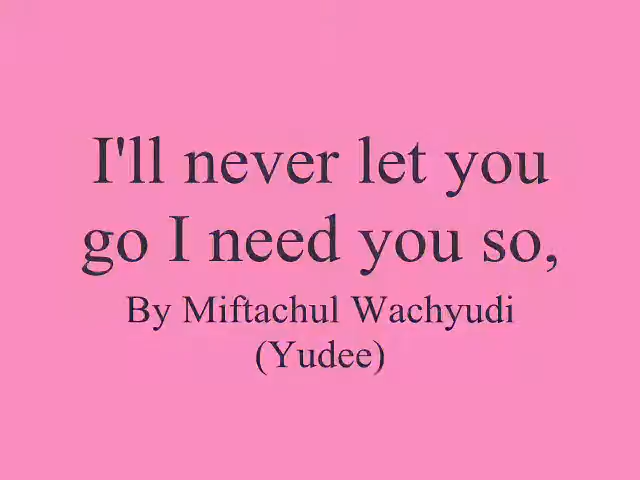 I'll never let you
go I need you so,
By Miftachul Wachyudi
(Yudee)